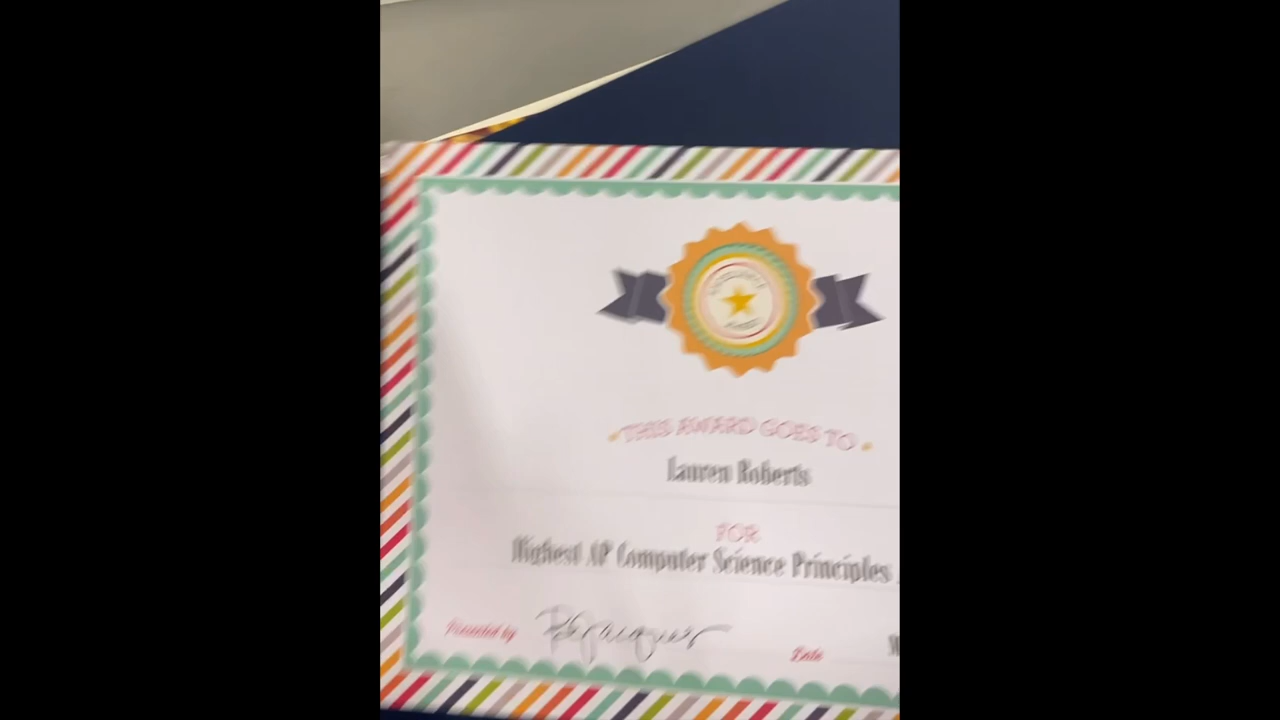 THIS AWARD GOES TO
Lauren Roberts
FOR
Highest AP Computer Science Principles
Presented by
Date